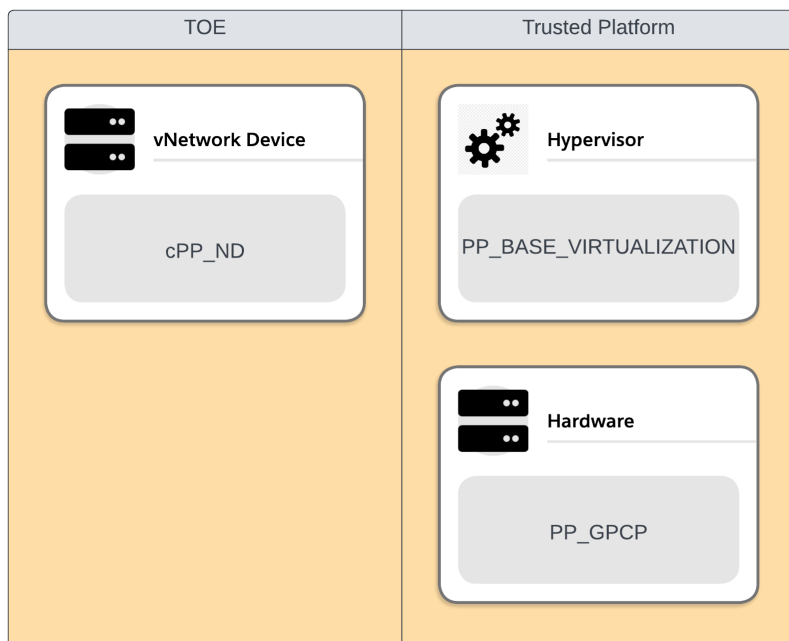 TOE
Trusted Platform
vNetwork Device
cPP_ND
Hypervisor
PP_BASE_VIRTUALIZATION
Hardware
PP_GPCP